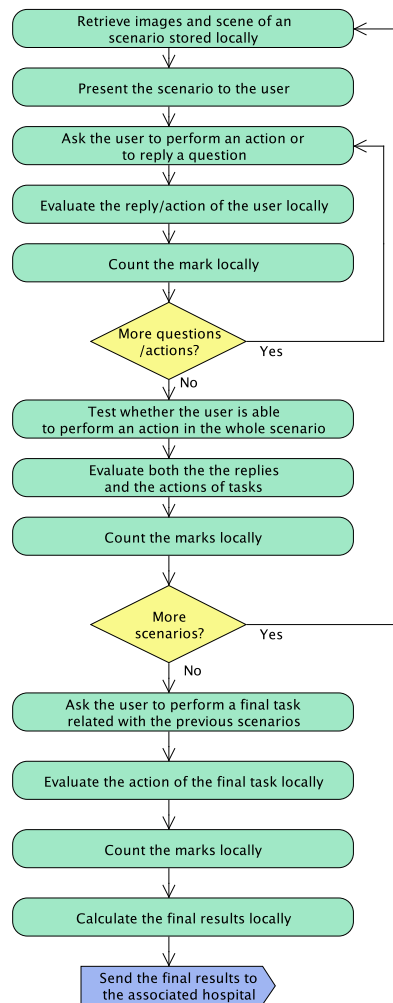 Retrieve images and scene of an
scenario stored locally
Present the scenario to the user
Ask the user to perform an action or
to reply a question
Evaluate the reply/action of the user locally
Count the mark locally
More questions
/actions?
Yes
No
Test whether the user is able
to perform an action in the whole scenario
Evaluate both the the replies
and the actions of tasks
Count the marks locally
More
scenarios?
Yes
No
Ask the user to perform a final task
related with the previous scenarios
Evaluate the action of the final task locally
Count the marks locally
Calculate the final results locally
Send the final results to
the associated hospital